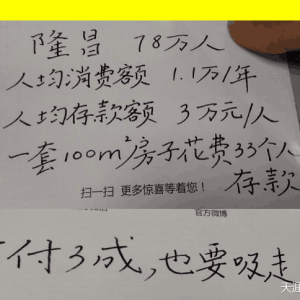 隆昌 78万人
人均消费额 1.1万/年
人均存款额 3万元/人
一套100m²房子花费33个人
存款
扫一扫 更多惊喜等着您！
官方微博
付3成,也要吸走
天涯